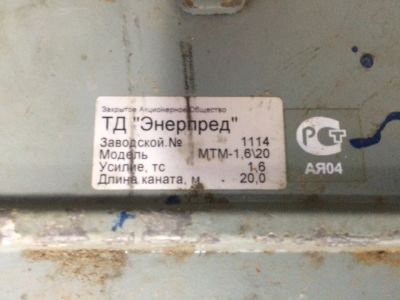 Закрытое Акционерное Общество
ТД "Энерпред"
Заводской.№ 1114
Модель МТМ-1,6\20
Усилие, тс 1,6
Длина каната, м 20,0
РСТ
АЯ04